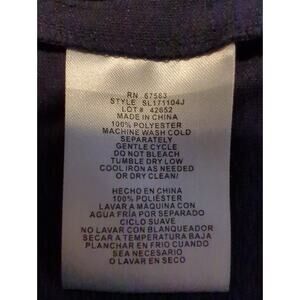 RN 67563
STYLE SL171104J
LOT# 42652
MADE IN CHINA
100% POLYESTER
MACHINE WASH COLD
SEPARATELY
GENTLE CYCLE
DO NOT BLEACH
TUMBLE DRY LOW
COOL IRON AS NEEDED
OR DRY CLEAN/
HECHO EN CHINA
100% POLIÉSTER
LAVAR A MAQUINA CON
AGUA FRÍA POR SEPARADO
CICLO SUAVE
NO LAVAR CON BLANQUEADOR
SECAR A TEMPERATURA BAJA
PLANCHAR EN FRIO CUANDO
SEA NECESARIO
O LAVAR EN SECO